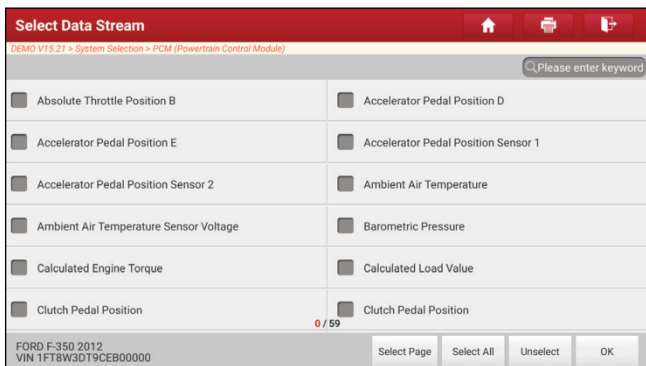 Select Data Stream
DEMO V15.21 > System Selection > PCM (Powertrain Control Module)
Please enter keyword
Absolute Throttle Position B
Accelerator Pedal Position D
Accelerator Pedal Position E
Accelerator Pedal Position Sensor 1
Accelerator Pedal Position Sensor 2
Ambient Air Temperature
Ambient Air Temperature Sensor Voltage
Barometric Pressure
Calculated Engine Torque
Calculated Load Value
Clutch Pedal Position
Clutch Pedal Position
0 / 59
FORD F-350 2012
VIN 1FT8W3DT9CEB00000
Select Page
Select All
Unselect
OK